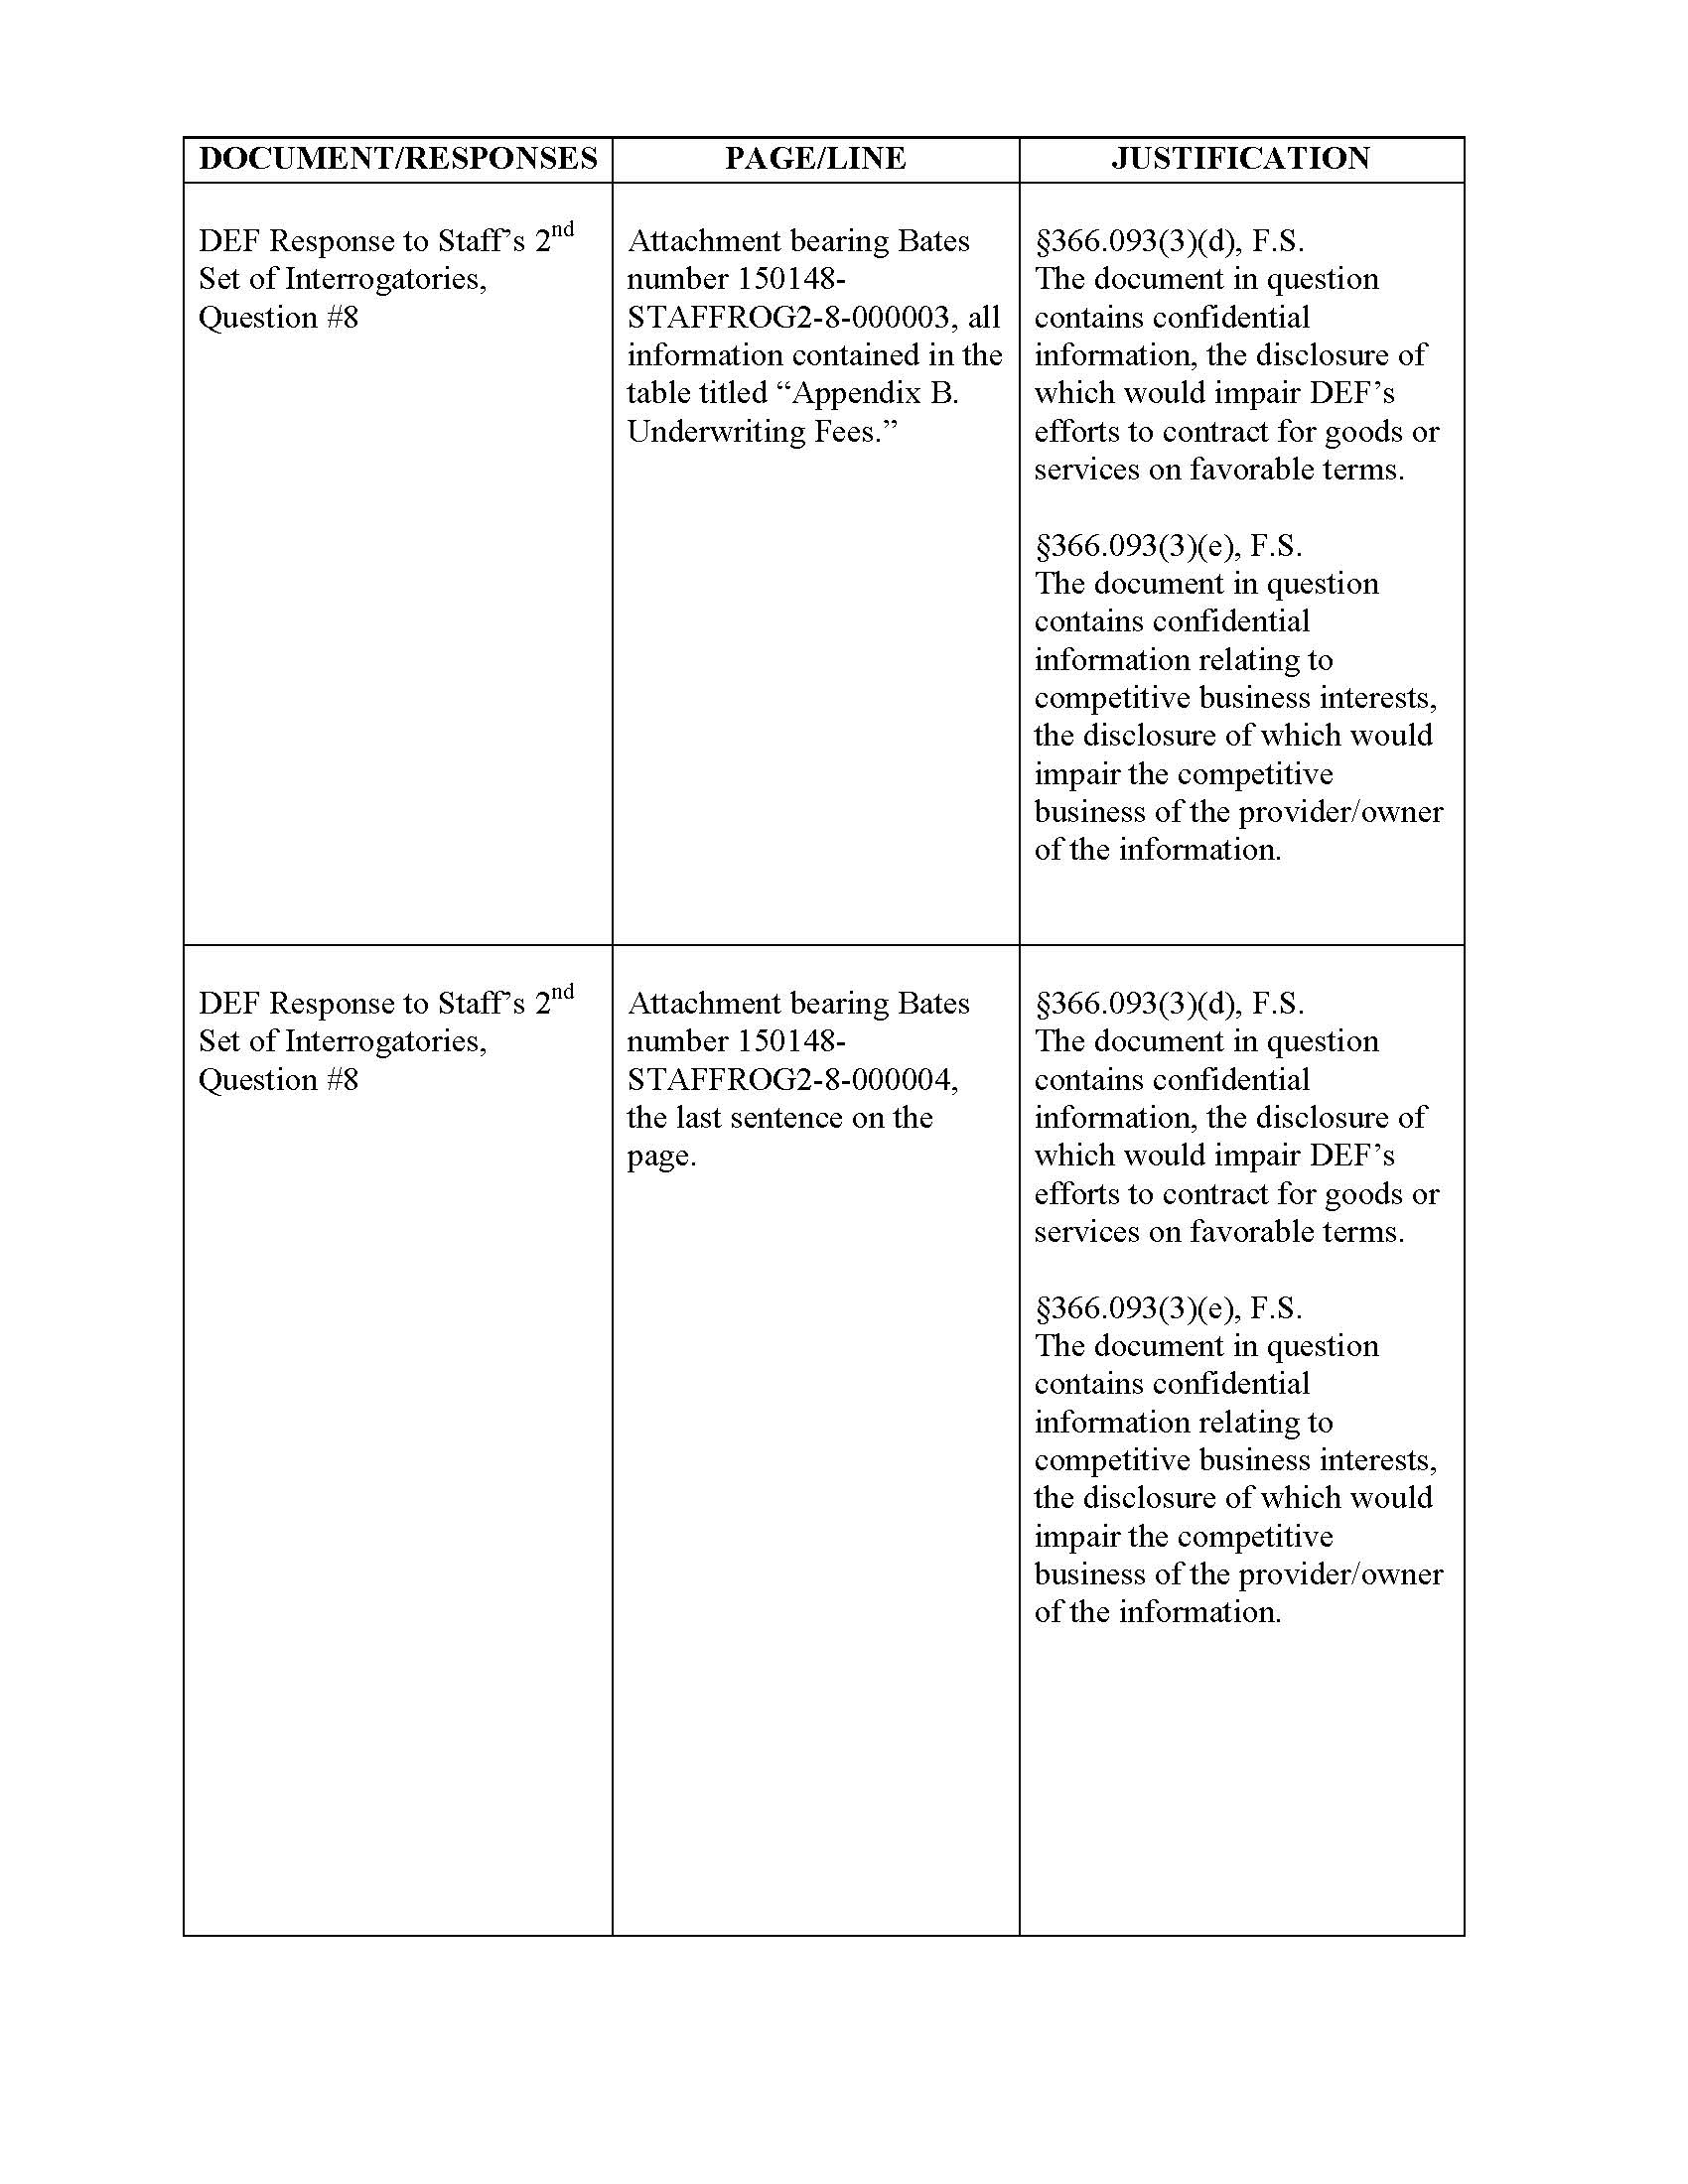 DOCUMENT/RESPONSES PAGE/LINE JUSTIFICATION
DEF Response to Staff’s 2nd
Set of Interrogatories,
Question #8
Attachment bearing Bates
number 150148-
STAFFROG2-8-000003, all
information contained in the
table titled “Appendix B.
Underwriting Fees.”
§366.093(3)(d), F.S.
The document in question
contains confidential
information, the disclosure of
which would impair DEF’s
efforts to contract for goods or
services on favorable terms.
§366.093(3)(e), F.S.
The document in question
contains confidential
information relating to
competitive business interests,
the disclosure of which would
impair the competitive
business of the provider/owner
of the information.
DEF Response to Staff’s 2nd
Set of Interrogatories,
Question #8
Attachment bearing Bates
number 150148-
STAFFROG2-8-000004,
the last sentence on the
page.
§366.093(3)(d), F.S.
The document in question
contains confidential
information, the disclosure of
which would impair DEF’s
efforts to contract for goods or
services on favorable terms.
§366.093(3)(e), F.S.
The document in question
contains confidential
information relating to
competitive business interests,
the disclosure of which would
impair the competitive
business of the provider/owner
of the information.